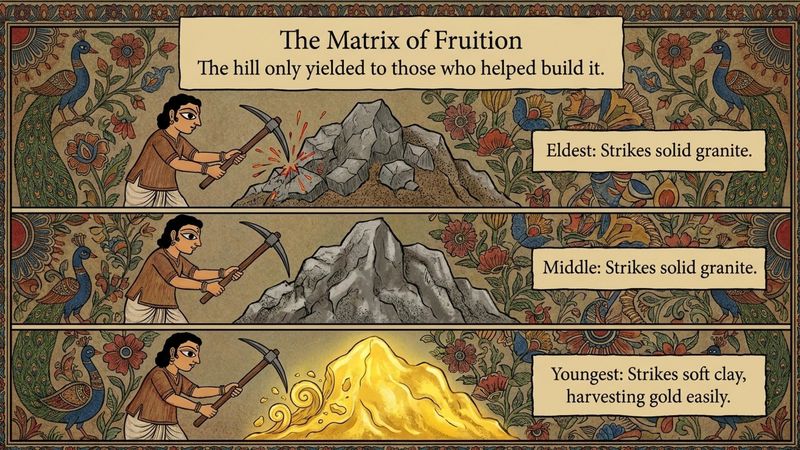 The Matrix of Fruition
The hill only yielded to those who helped build it.
Eldest: Strikes solid granite.
Middle: Strikes solid granite.
Youngest: Strikes soft clay,
harvesting gold easily.